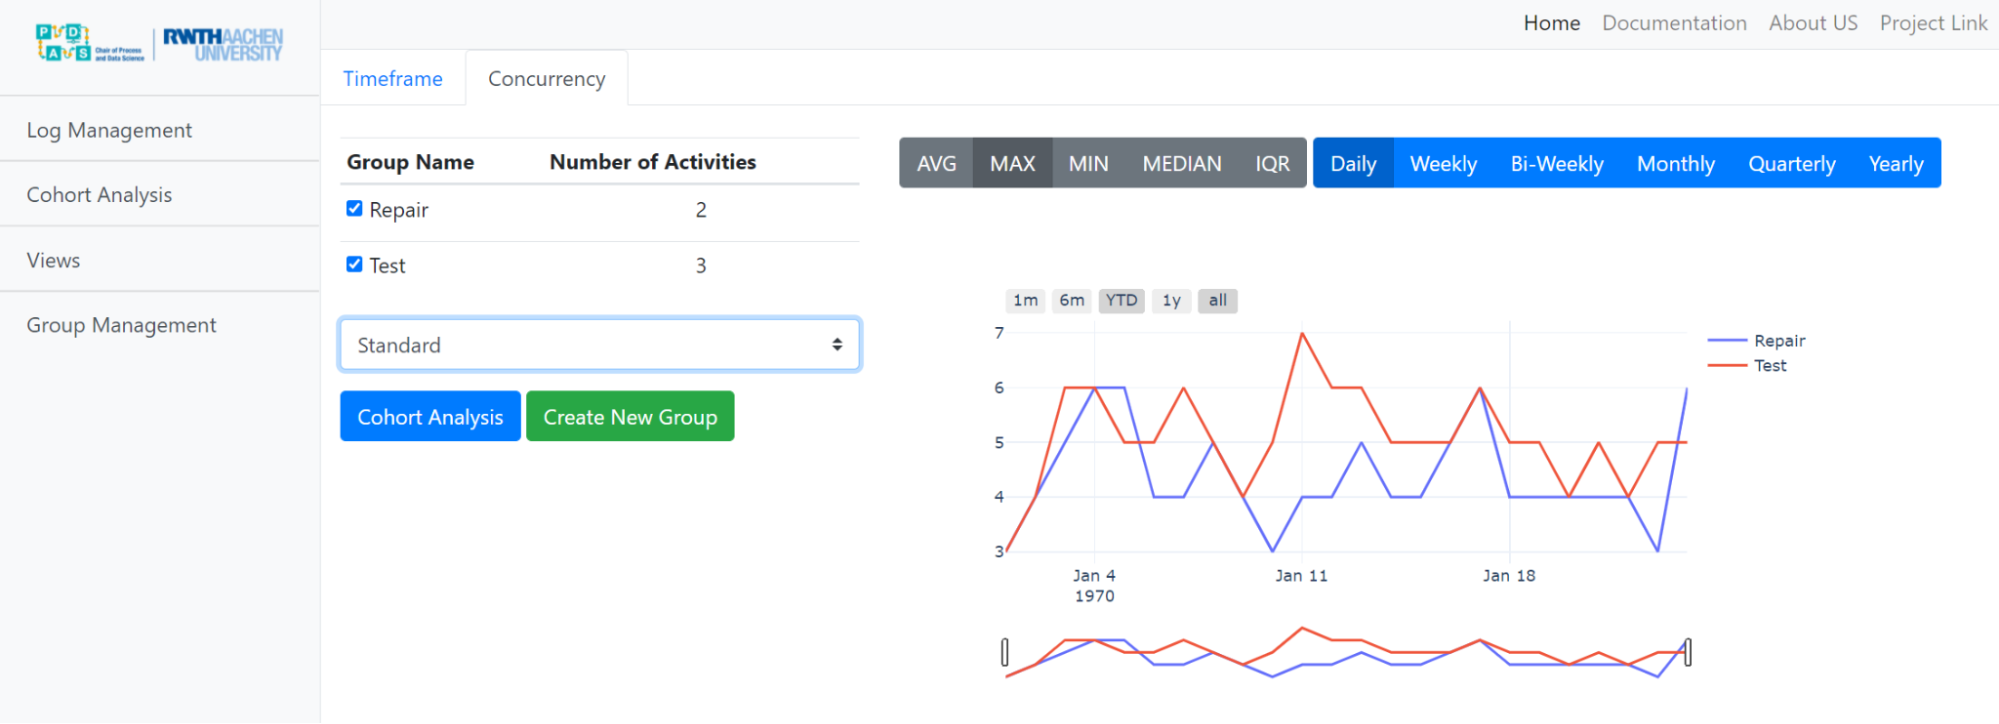 PDAS Chair of Process and Data Science
RWTHAACHEN UNIVERSITY
Home Documentation About US Project Link
Log Management
Cohort Analysis
Views
Group Management
Timeframe Concurrency
Group Name Number of Activities
Repair 2
Test 3
Standard
Cohort Analysis Create New Group
AVG MAX MIN MEDIAN IQR Daily Weekly Bi-Weekly Monthly Quarterly Yearly
1m 6m YTD 1y all
7
6
5
4
3
Jan 4 Jan 11 Jan 18
1970
Repair
Test